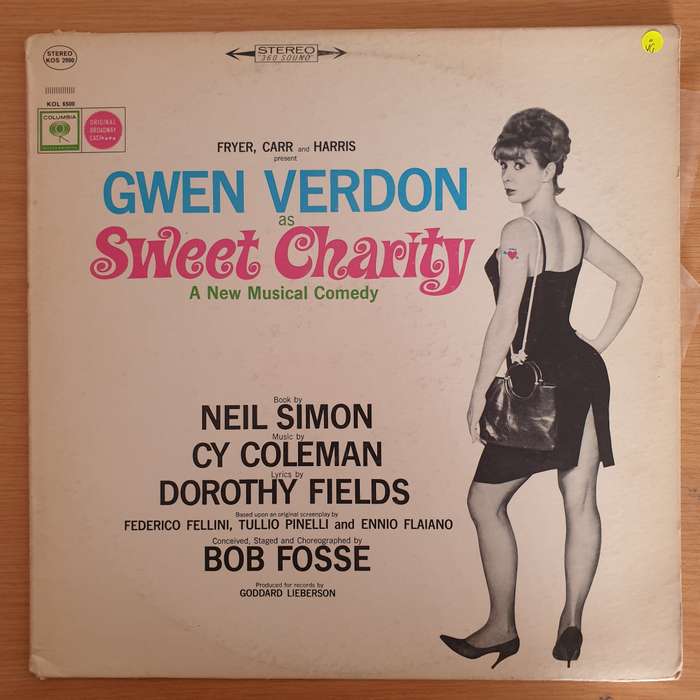 STEREO
KOS 2900
STEREO
360 SOUND
KOL 6500
COLUMBIA
ORIGINAL
BROADWAY
CAST
FRYER, CARR and HARRIS
present
GWEN VERDON
as
Sweet Charity
A New Musical Comedy
Book by
NEIL SIMON
Music by
CY COLEMAN
Lyrics by
DOROTHY FIELDS
Based upon an original screenplay by
FEDERICO FELLINI, TULLIO PINELLI and ENNIO FLAIANO
Conceived, Staged and Choreographed by
BOB FOSSE
Produced for records by
GODDARD LIEBERSON